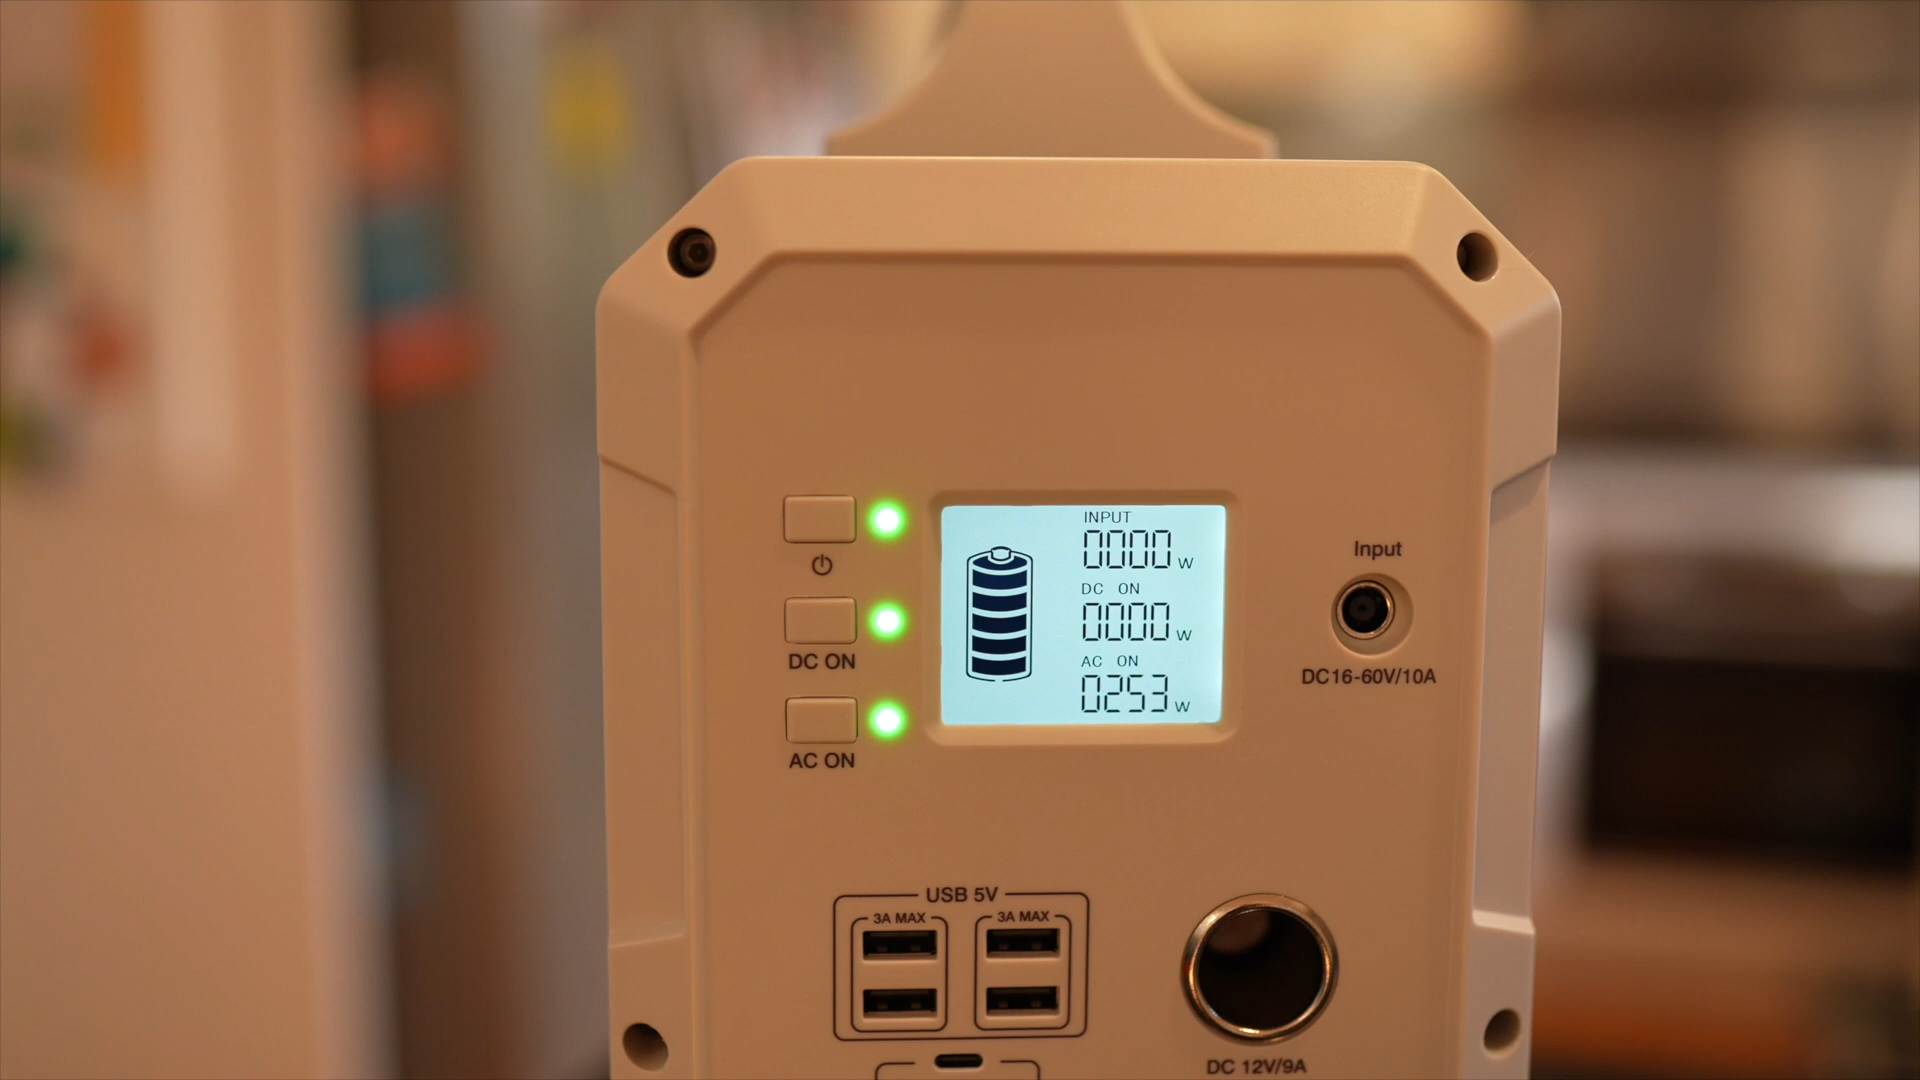 INPUT
0000 W
DC ON
0000 W
AC ON
0253 W
DC ON
AC ON
Input
DC16-60V/10A
USB 5V
3A MAX
3A MAX
DC 12V/9A